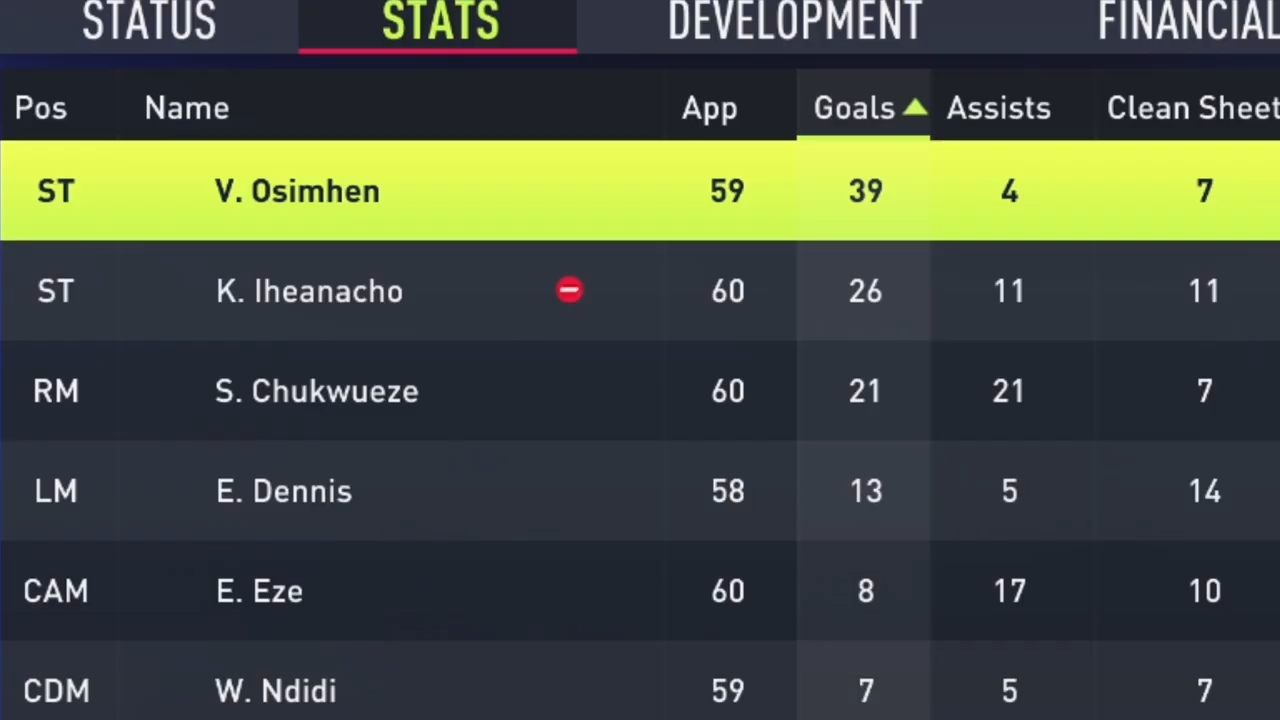 STATUS STATS DEVELOPMENT FINANCIAL
Pos Name App Goals Assists Clean Sheet
ST V. Osimhen 59 39 4 7
ST K. Iheanacho 60 26 11 11
RM S. Chukwueze 60 21 21 7
LM E. Dennis 58 13 5 14
CAM E. Eze 60 8 17 10
CDM W. Ndidi 59 7 5 7